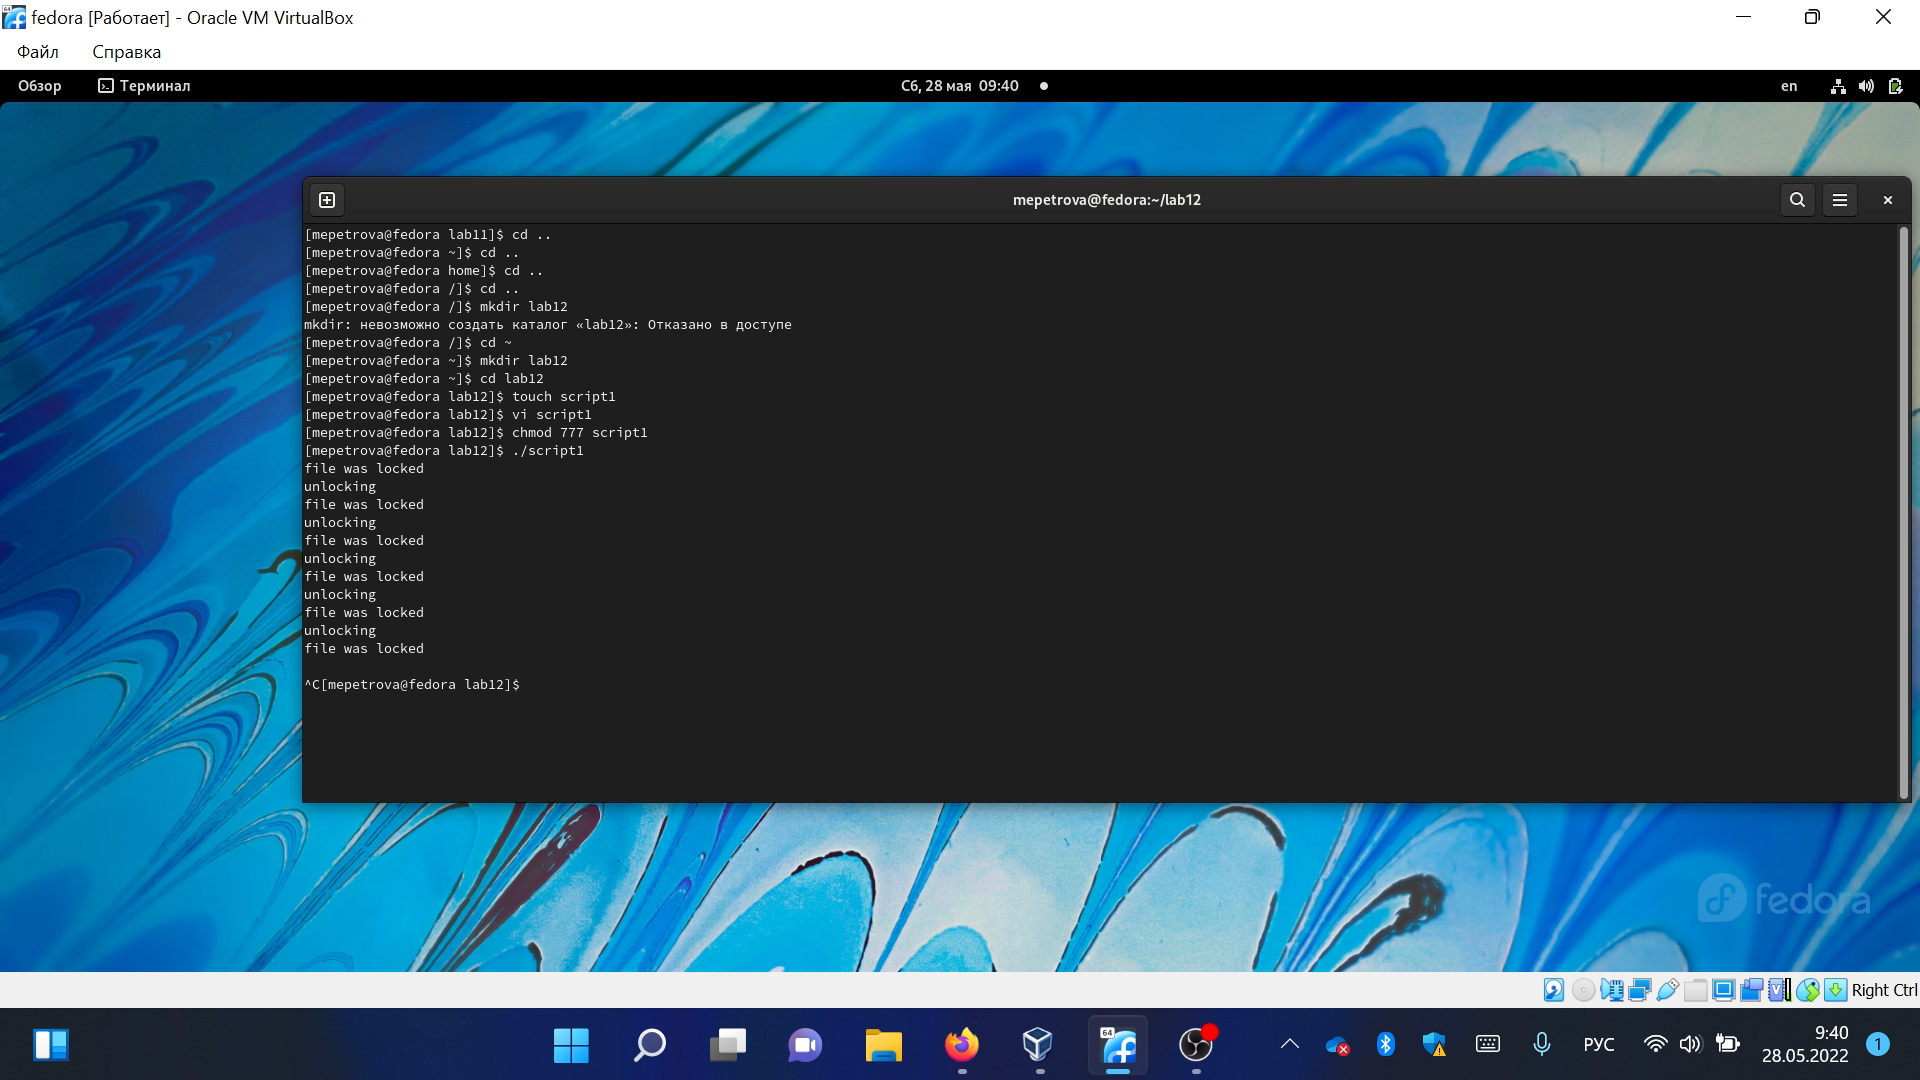 fedora [Работает] - Oracle VM VirtualBox
Файл Справка
Обзор Терминал Сб, 28 мая 09:40 en
mepetrova@fedora:~/lab12
[mepetrova@fedora lab11]$ cd ..
[mepetrova@fedora ~]$ cd ..
[mepetrova@fedora home]$ cd ..
[mepetrova@fedora /]$ cd ..
[mepetrova@fedora /]$ mkdir lab12
mkdir: невозможно создать каталог «lab12»: Отказано в доступе
[mepetrova@fedora /]$ cd ~
[mepetrova@fedora ~]$ mkdir lab12
[mepetrova@fedora ~]$ cd lab12
[mepetrova@fedora lab12]$ touch script1
[mepetrova@fedora lab12]$ vi script1
[mepetrova@fedora lab12]$ chmod 777 script1
[mepetrova@fedora lab12]$ ./script1
file was locked
unlocking
file was locked
unlocking
file was locked
unlocking
file was locked
unlocking
file was locked
unlocking
file was locked
^C[mepetrova@fedora lab12]$
fedora
Right Ctrl
64
РУС
9:40
28.05.2022
1